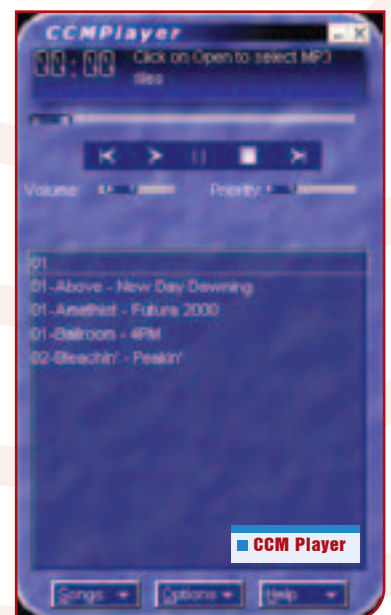 CCMPlayer
00:00 Click on Open to select MP3
files
Volume: Priority:
01
01-Above - New Day Dawning
01-Amethist - Future 2000
01-Ballroom - 4PM
02-Bleachin' - Peakin'
CCM Player
Songs Options Help